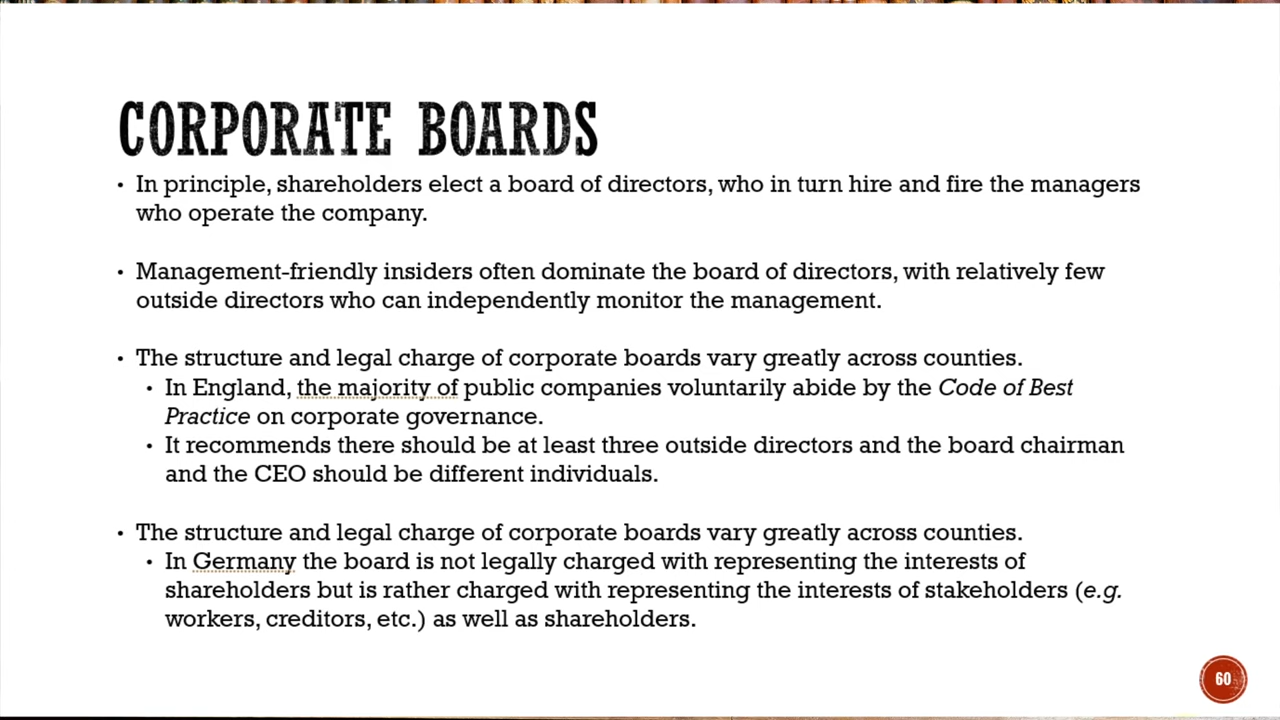 CORPORATE BOARDS
• In principle, shareholders elect a board of directors, who in turn hire and fire the managers
who operate the company.
• Management-friendly insiders often dominate the board of directors, with relatively few
outside directors who can independently monitor the management.
• The structure and legal charge of corporate boards vary greatly across counties.
• In England, the majority of public companies voluntarily abide by the Code of Best
Practice on corporate governance.
• It recommends there should be at least three outside directors and the board chairman
and the CEO should be different individuals.
• The structure and legal charge of corporate boards vary greatly across counties.
• In Germany the board is not legally charged with representing the interests of
shareholders but is rather charged with representing the interests of stakeholders (e.g.
workers, creditors, etc.) as well as shareholders.
60